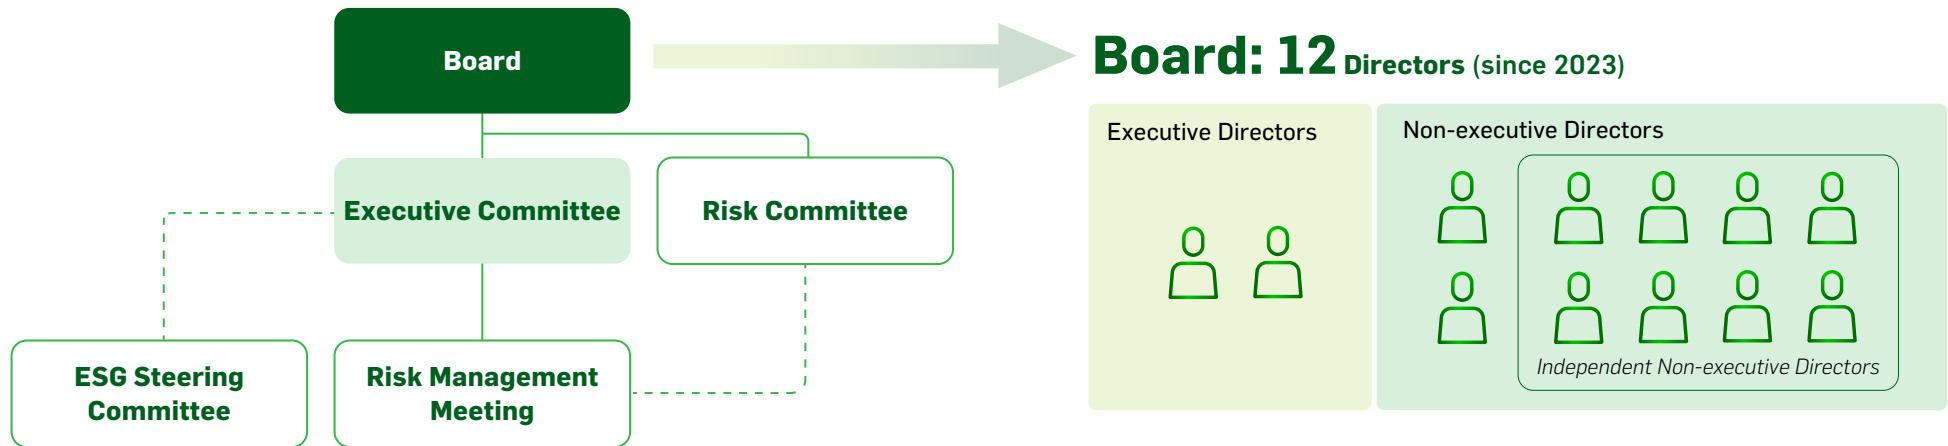 Board
Board: 12 Directors (since 2023)
Executive Directors
Non-executive Directors
Executive Committee
Risk Committee
Independent Non-executive Directors
ESG Steering
Committee
Risk Management
Meeting